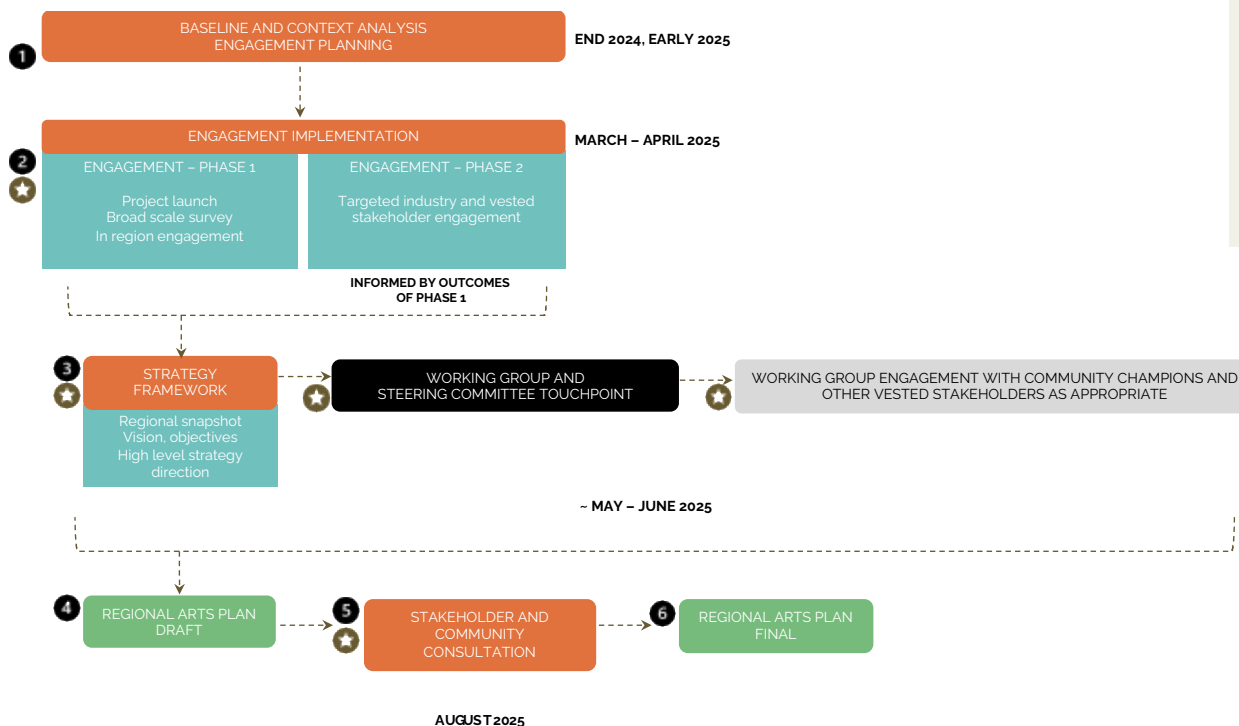 BASELINE AND CONTEXT ANALYSIS
ENGAGEMENT PLANNING
1
END 2024, EARLY 2025
ENGAGEMENT IMPLEMENTATION
MARCH – APRIL 2025
2
ENGAGEMENT – PHASE 1
Project launch
Broad scale survey
In region engagement
ENGAGEMENT – PHASE 2
Targeted industry and vested
stakeholder engagement
INFORMED BY OUTCOMES
OF PHASE 1
3
STRATEGY
FRAMEWORK
Regional snapshot
Vision, objectives
High level strategy
direction
WORKING GROUP AND
STEERING COMMITTEE TOUCHPOINT
WORKING GROUP ENGAGEMENT WITH COMMUNITY CHAMPIONS AND
OTHER VESTED STAKEHOLDERS AS APPROPRIATE
~ MAY – JUNE 2025
4
REGIONAL ARTS PLAN
DRAFT
5
STAKEHOLDER AND
COMMUNITY
CONSULTATION
6
REGIONAL ARTS PLAN
FINAL
AUGUST 2025